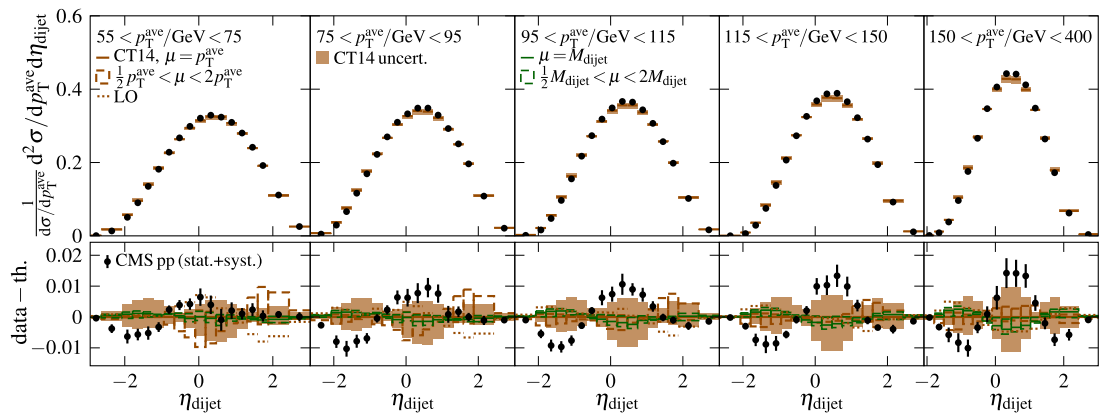 0.6
0.4
0.2
0
1/(dσ/dp_T^ave) d²σ/dp_T^ave dη_dijet
55 < p_T^ave/GeV < 75
CT14, μ = p_T^ave
½ p_T^ave < μ < 2p_T^ave
LO
75 < p_T^ave/GeV < 95
CT14 uncert.
95 < p_T^ave/GeV < 115
μ = M_dijet
½ M_dijet < μ < 2M_dijet
115 < p_T^ave/GeV < 150
150 < p_T^ave/GeV < 400
0.02
0.01
0
−0.01
data − th.
CMS pp (stat.+syst.)
−2 0 2 −2 0 2 −2 0 2 −2 0 2 −2 0 2
η_dijet η_dijet η_dijet η_dijet η_dijet